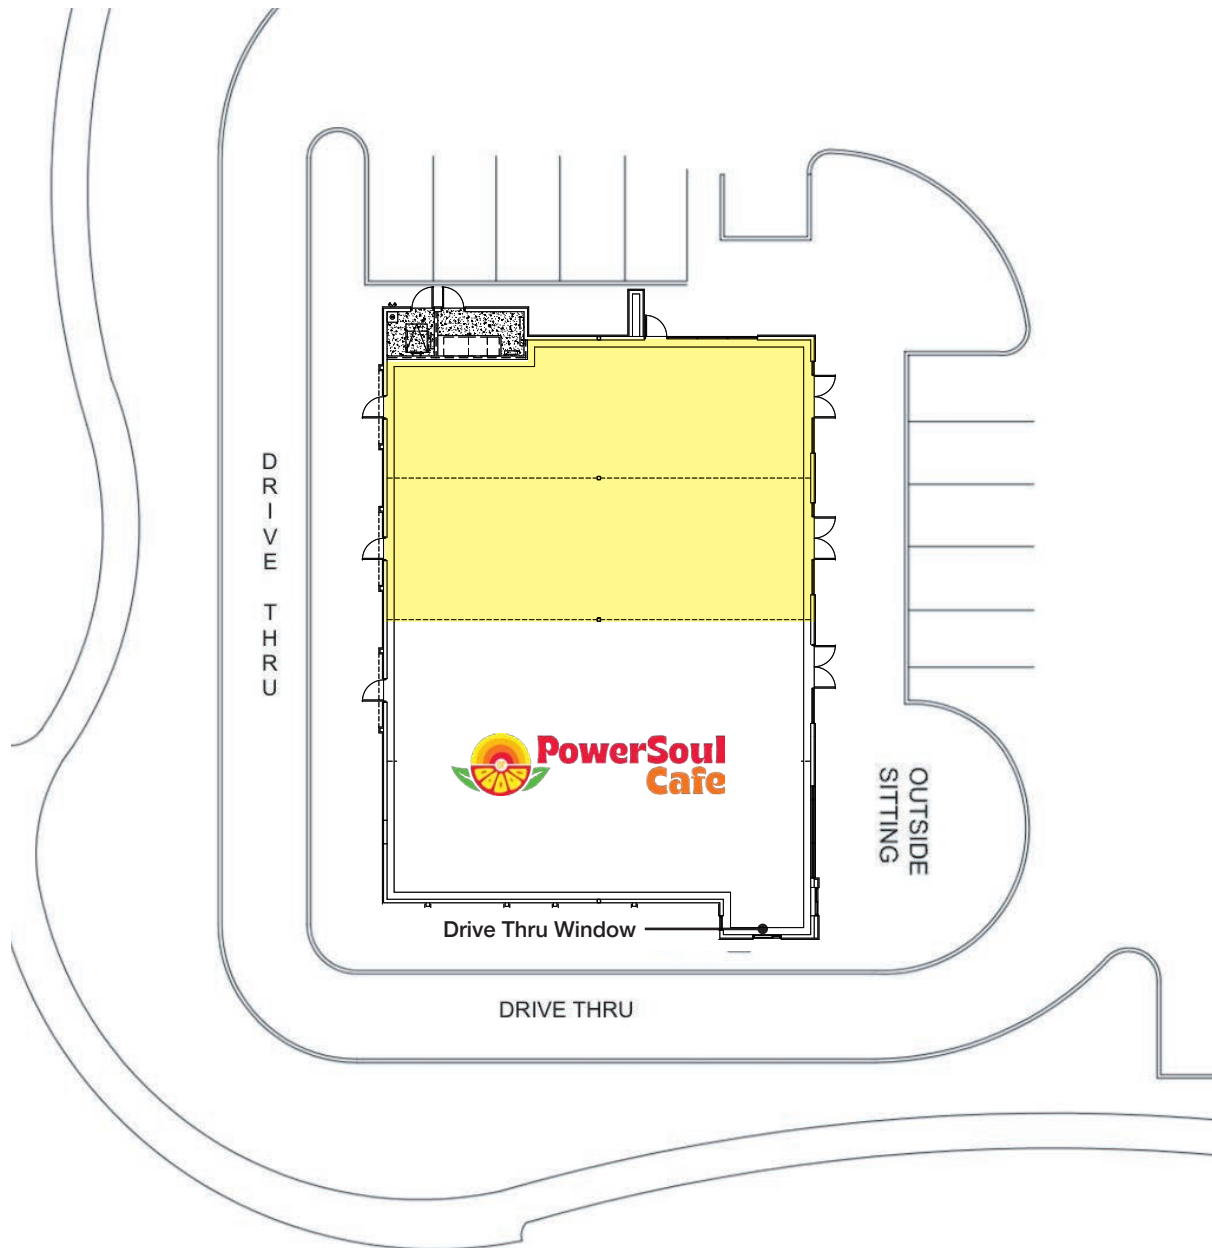 DRIVE THRU
PowerSoul
Cafe
OUTSIDE
SITTING
Drive Thru Window
DRIVE THRU